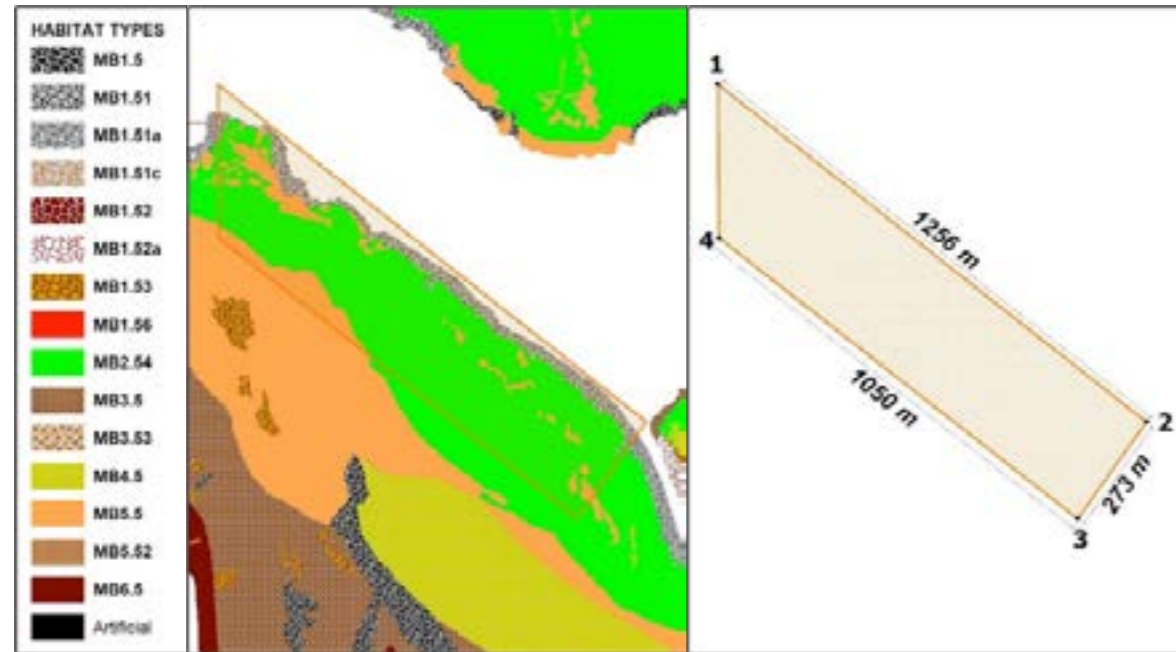 HABITAT TYPES
MB1.5
MB1.51
MB1.51a
MB1.51c
MB1.52
MB1.52a
MB1.53
MB1.56
MB2.54
MB3.5
MB3.53
MB4.5
MB5.5
MB5.52
MB6.5
Artificial
1
1256 m
4
2
1050 m
273 m
3